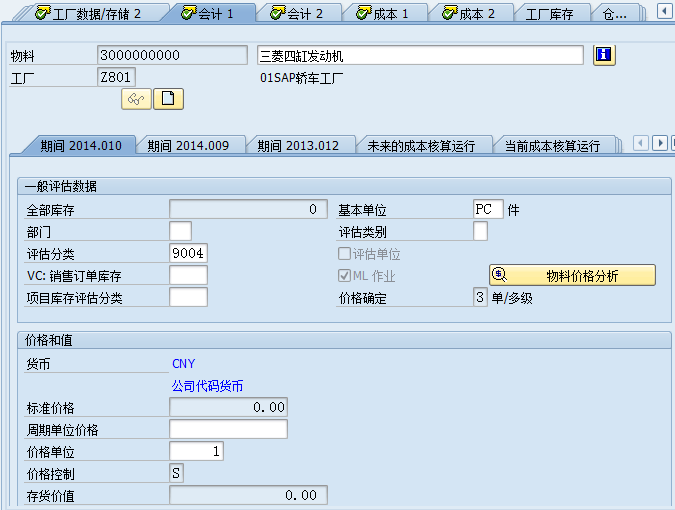 工厂数据/存储 2 会计 1 会计 2 成本 1 成本 2 工厂库存 仓...
物料 3000000000 三菱四缸发动机
工厂 Z801 01SAP轿车工厂
期间 2014.010 期间 2014.009 期间 2013.012 未来的成本核算运行 当前成本核算运行
一般评估数据
全部库存 0 基本单位 PC 件
部门 评估类别
评估分类 9004 评估单位
VC: 销售订单库存 ML 作业 物料价格分析
项目库存评估分类 价格确定 3 单/多级
价格和值
货币 CNY
公司代码货币
标准价格 0.00
周期单位价格
价格单位 1
价格控制 S
存货价值 0.00